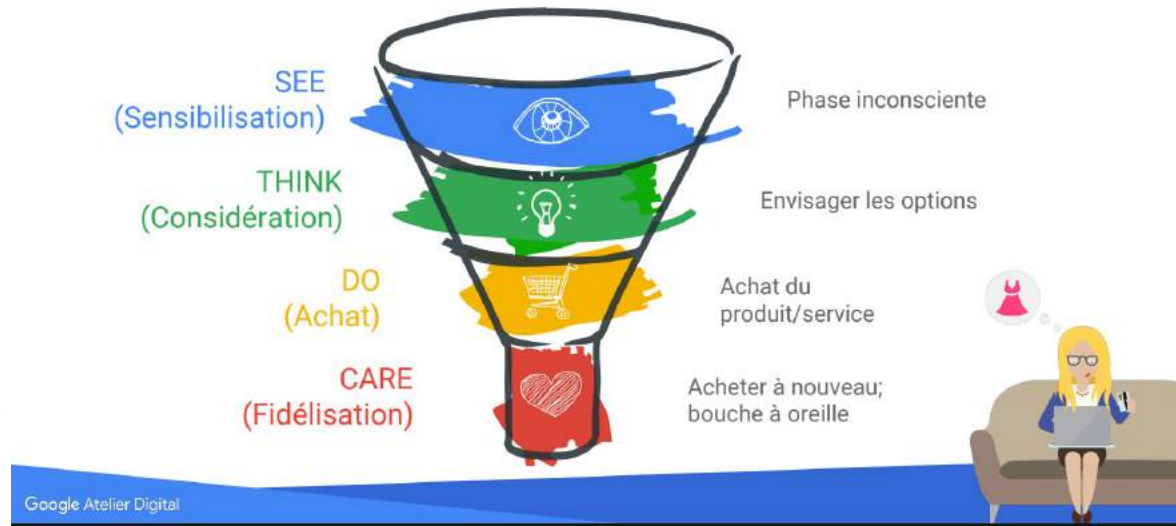 SEE
(Sensibilisation)
Phase inconsciente
THINK
(Considération)
Envisager les options
DO
(Achat)
Achat du
produit/service
CARE
(Fidélisation)
Acheter à nouveau;
bouche à oreille
Google Atelier Digital